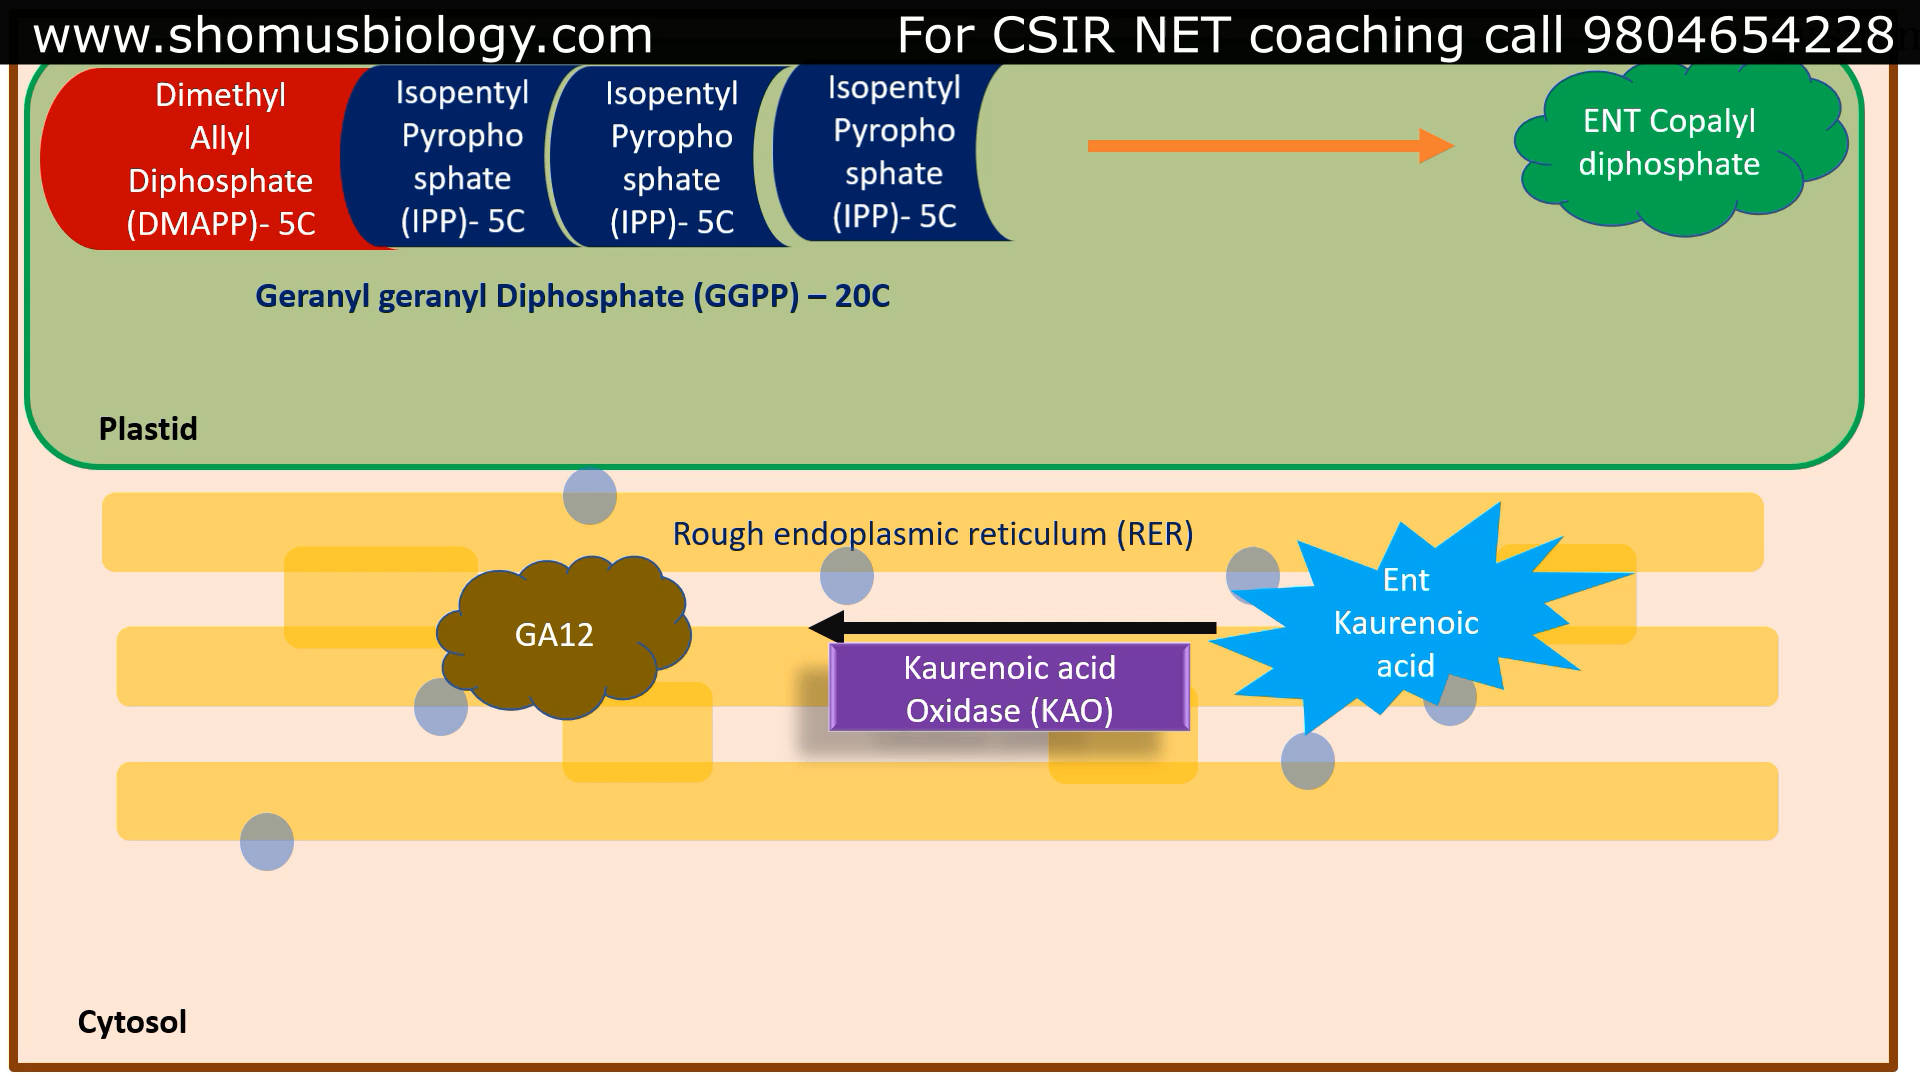 www.shomusbiology.com For CSIR NET coaching call 9804654228
Dimethyl
Allyl
Diphosphate
(DMAPP)- 5C
Isopentyl
Pyropho
sphate
(IPP)- 5C
Isopentyl
Pyropho
sphate
(IPP)- 5C
Isopentyl
Pyropho
sphate
(IPP)- 5C
ENT Copalyl
diphosphate
Geranyl geranyl Diphosphate (GGPP) – 20C
Plastid
Rough endoplasmic reticulum (RER)
GA12
Kaurenoic acid
Oxidase (KAO)
Ent
Kaurenoic
acid
Cytosol